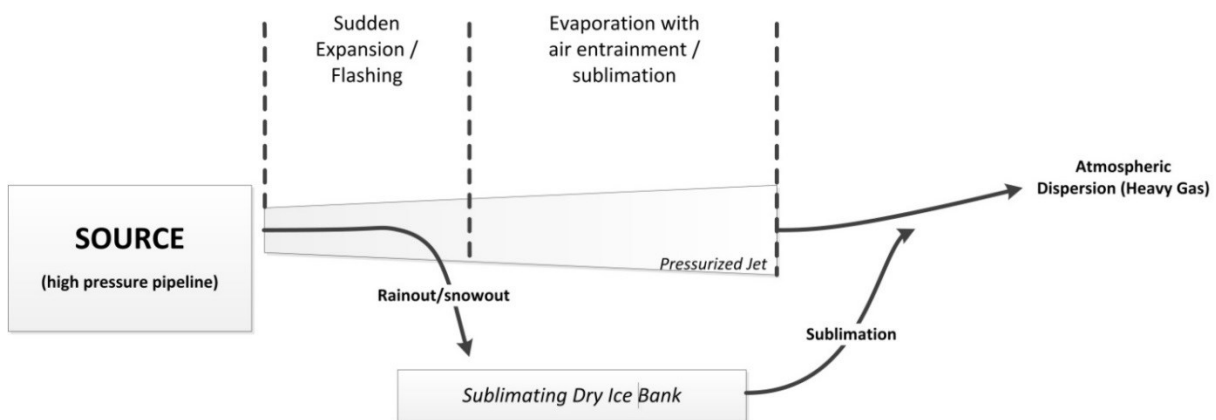 Sudden
Expansion /
Flashing
Evaporation with
air entrainment /
sublimation
Atmospheric
Dispersion (Heavy Gas)
SOURCE
(high pressure pipeline)
Pressurized Jet
Rainout/snowout
Sublimation
Sublimating Dry Ice Bank